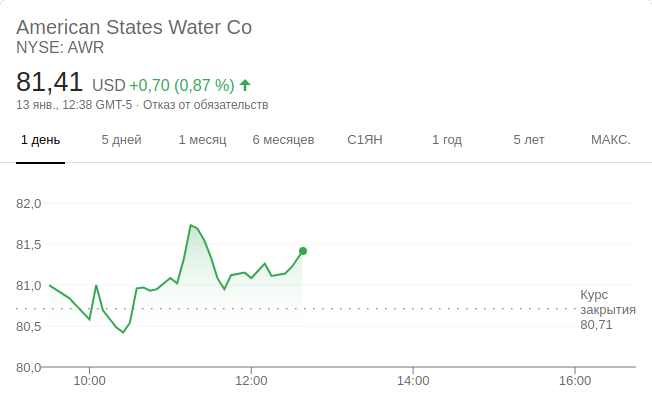 American States Water Co
NYSE: AWR
81,41 USD +0,70 (0,87 %)
13 янв., 12:38 GMT-5 · Отказ от обязательств
1 день 5 дней 1 месяц 6 месяцев С1ЯН 1 год 5 лет МАКС.
82,0
81,5
81,0
80,5
80,0
Курс
закрытия
80,71
10:00 12:00 14:00 16:00